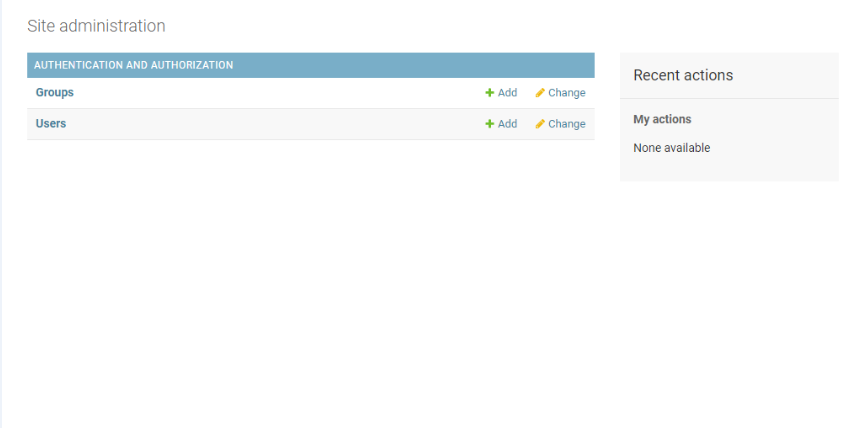 Site administration
AUTHENTICATION AND AUTHORIZATION
Groups Add Change
Users Add Change
Recent actions
My actions
None available